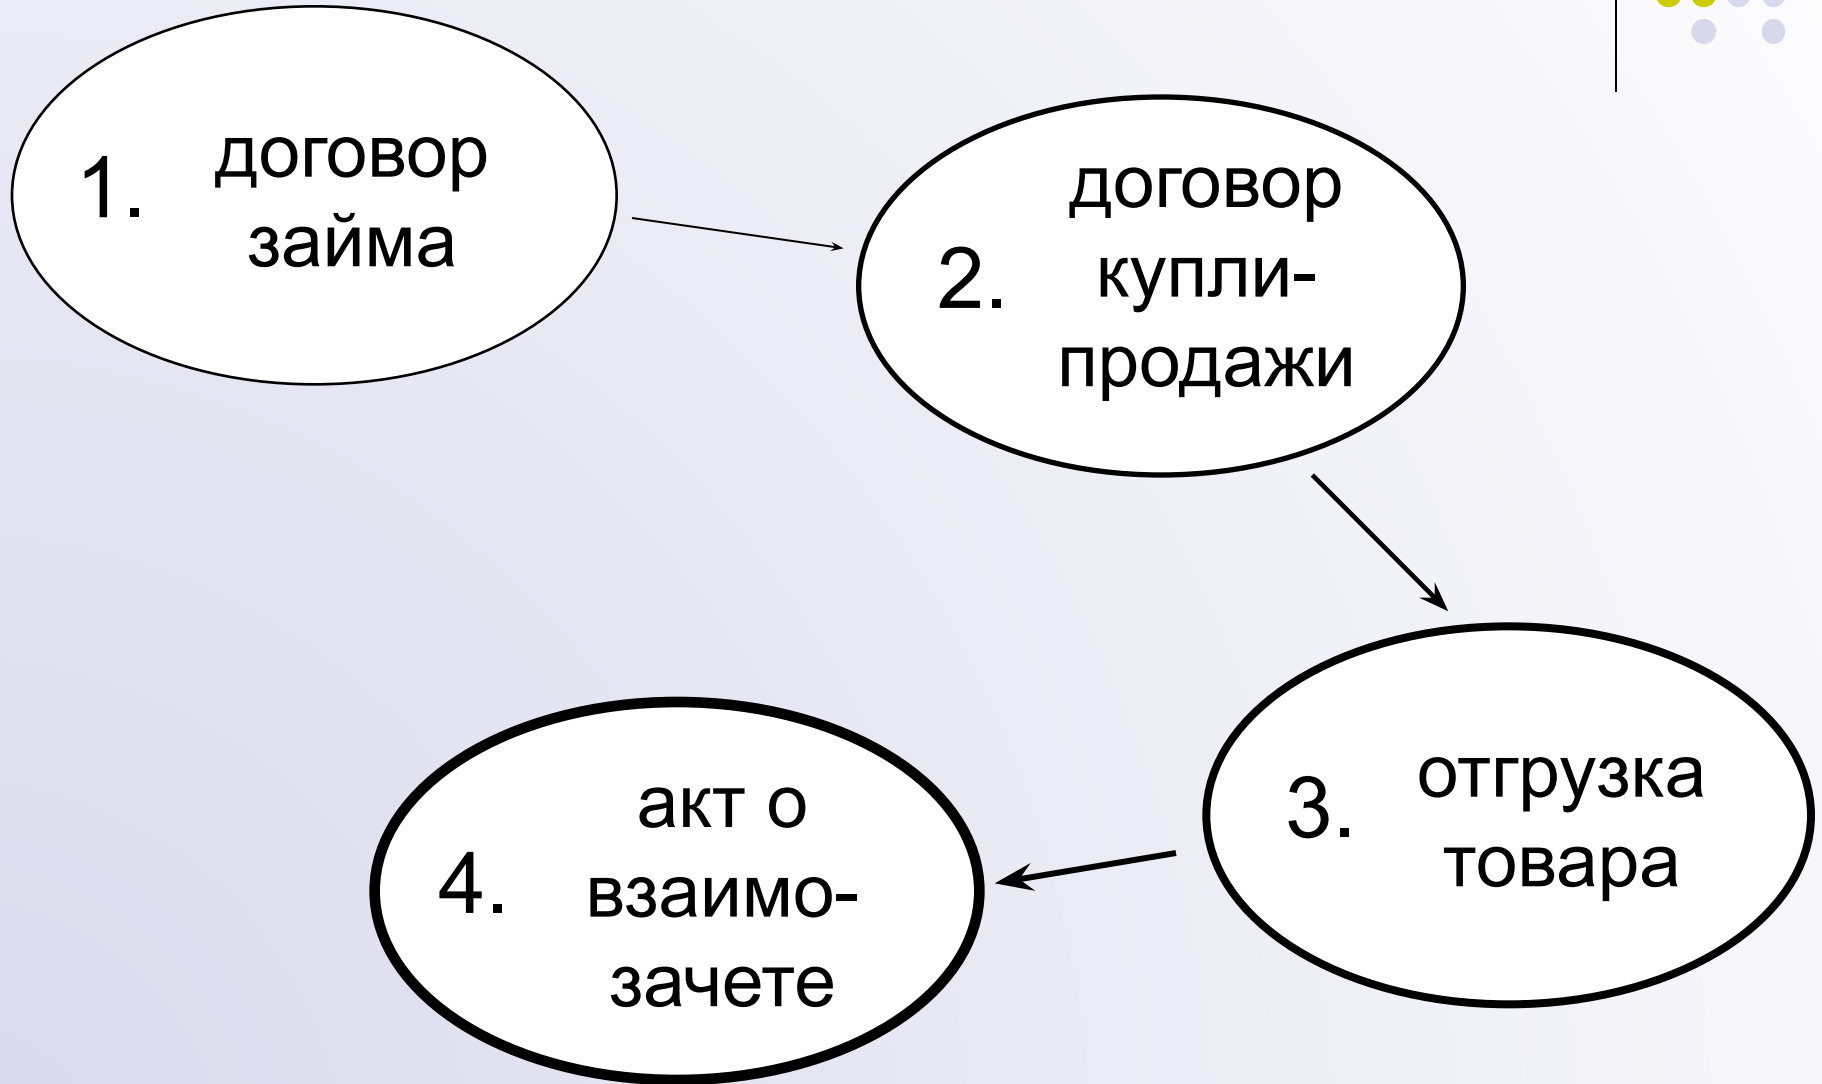 1.
договор
займа
2.
договор
купли-
продажи
3.
отгрузка
товара
4.
акт о
взаимо-
зачете